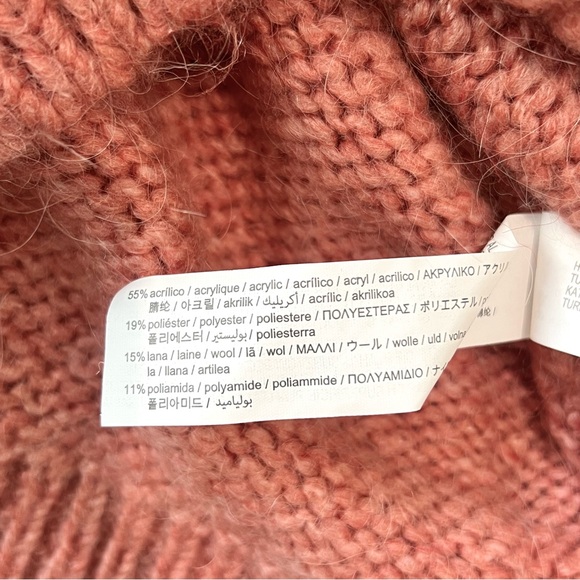 55% acrílico / acrylique / acrylic / acrílico / acryl / acrilico / ΑΚΡΥΛΙΚΟ / アクリ
腈纶 / 아크릴 / akrilik / أكريليك / acrílic / akrilikoa
19% poliéster / polyester / poliestere / ΠΟΛΥΕΣΤΕΡΑΣ / ポリエステル /
폴리에스터 / بوليستير / poliesterra
15% lana / laine / wool / lã / wol / ΜΑΛΛΙ / ウール / wolle / uld /
la / llana / artilea
11% poliamida / polyamide / poliammide / ΠΟΛΥΑΜΙΔΙΟ /
폴리아미드 / بولياميد